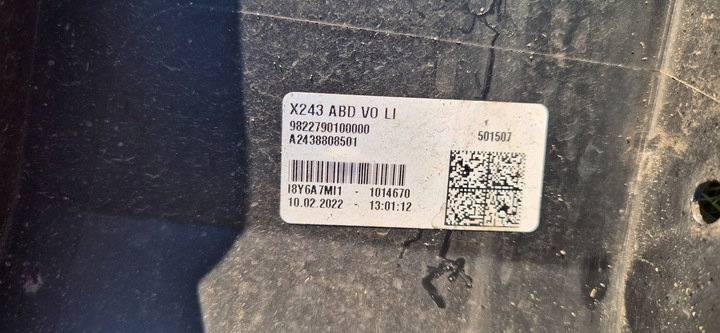 X243 ABD VO LI
9822790100000
A2438808501
501507
I8Y6A7MI1 - 1014670
10.02.2022 - 13:01:12